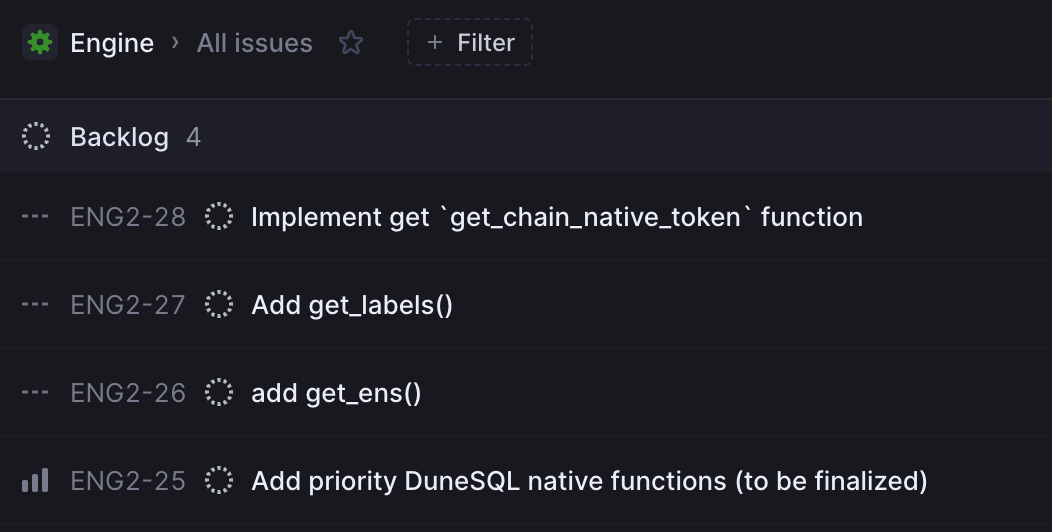 Engine › All issues + Filter
Backlog 4
ENG2-28 Implement get `get_chain_native_token` function
ENG2-27 Add get_labels()
ENG2-26 add get_ens()
ENG2-25 Add priority DuneSQL native functions (to be finalized)